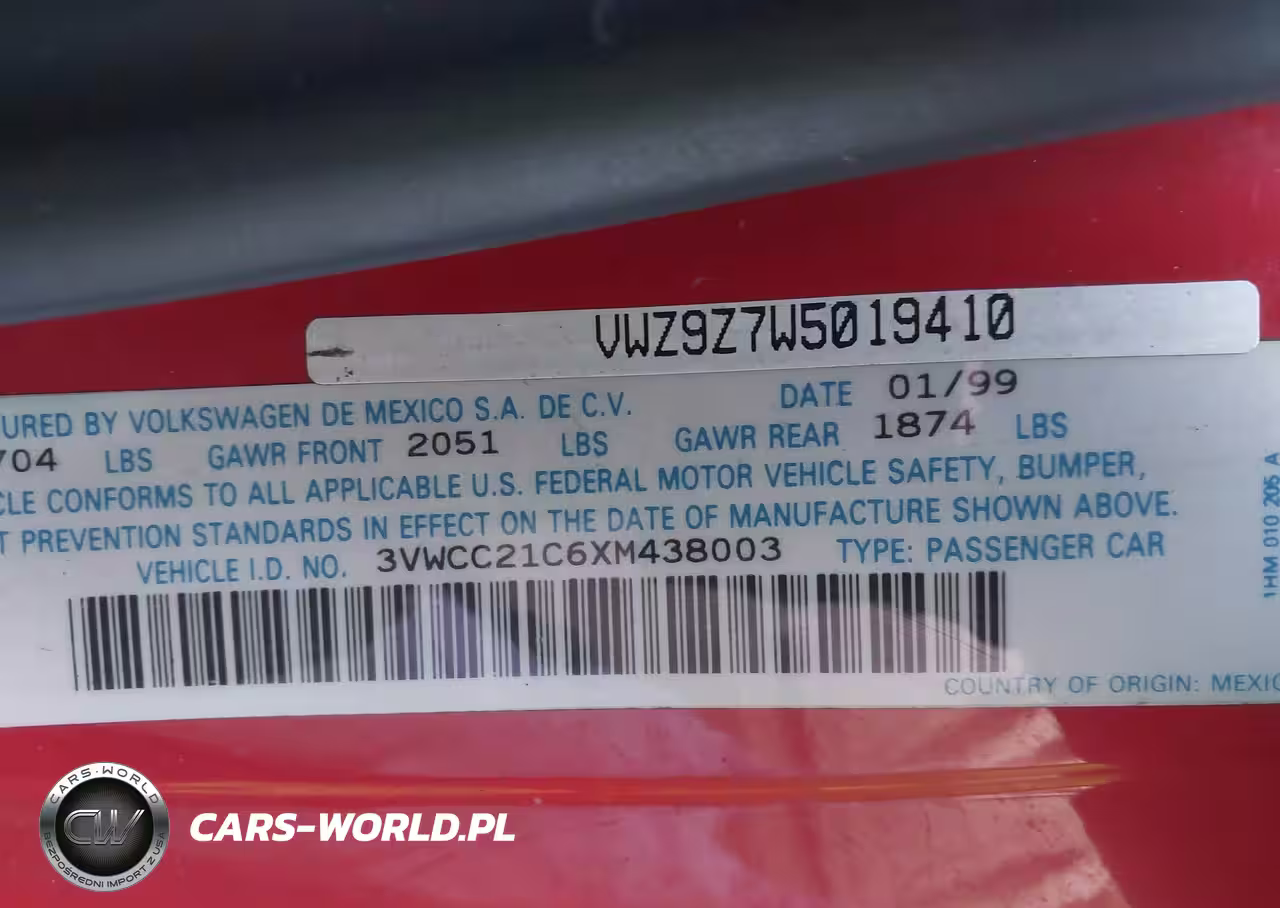 VWZ9Z7W5019410
URED BY VOLKSWAGEN DE MEXICO S.A. DE C.V. DATE 01/99
704 LBS GAWR FRONT 2051 LBS GAWR REAR 1874 LBS
CLE CONFORMS TO ALL APPLICABLE U.S. FEDERAL MOTOR VEHICLE SAFETY, BUMPER,
T PREVENTION STANDARDS IN EFFECT ON THE DATE OF MANUFACTURE SHOWN ABOVE.
VEHICLE I.D. NO. 3VWCC21C6XM438003 TYPE: PASSENGER CAR
1HM 010 205 A
COUNTRY OF ORIGIN: MEXIC
CARS-WORLD
CW
BEZPOŚREDNI IMPORT Z USA
CARS-WORLD.PL